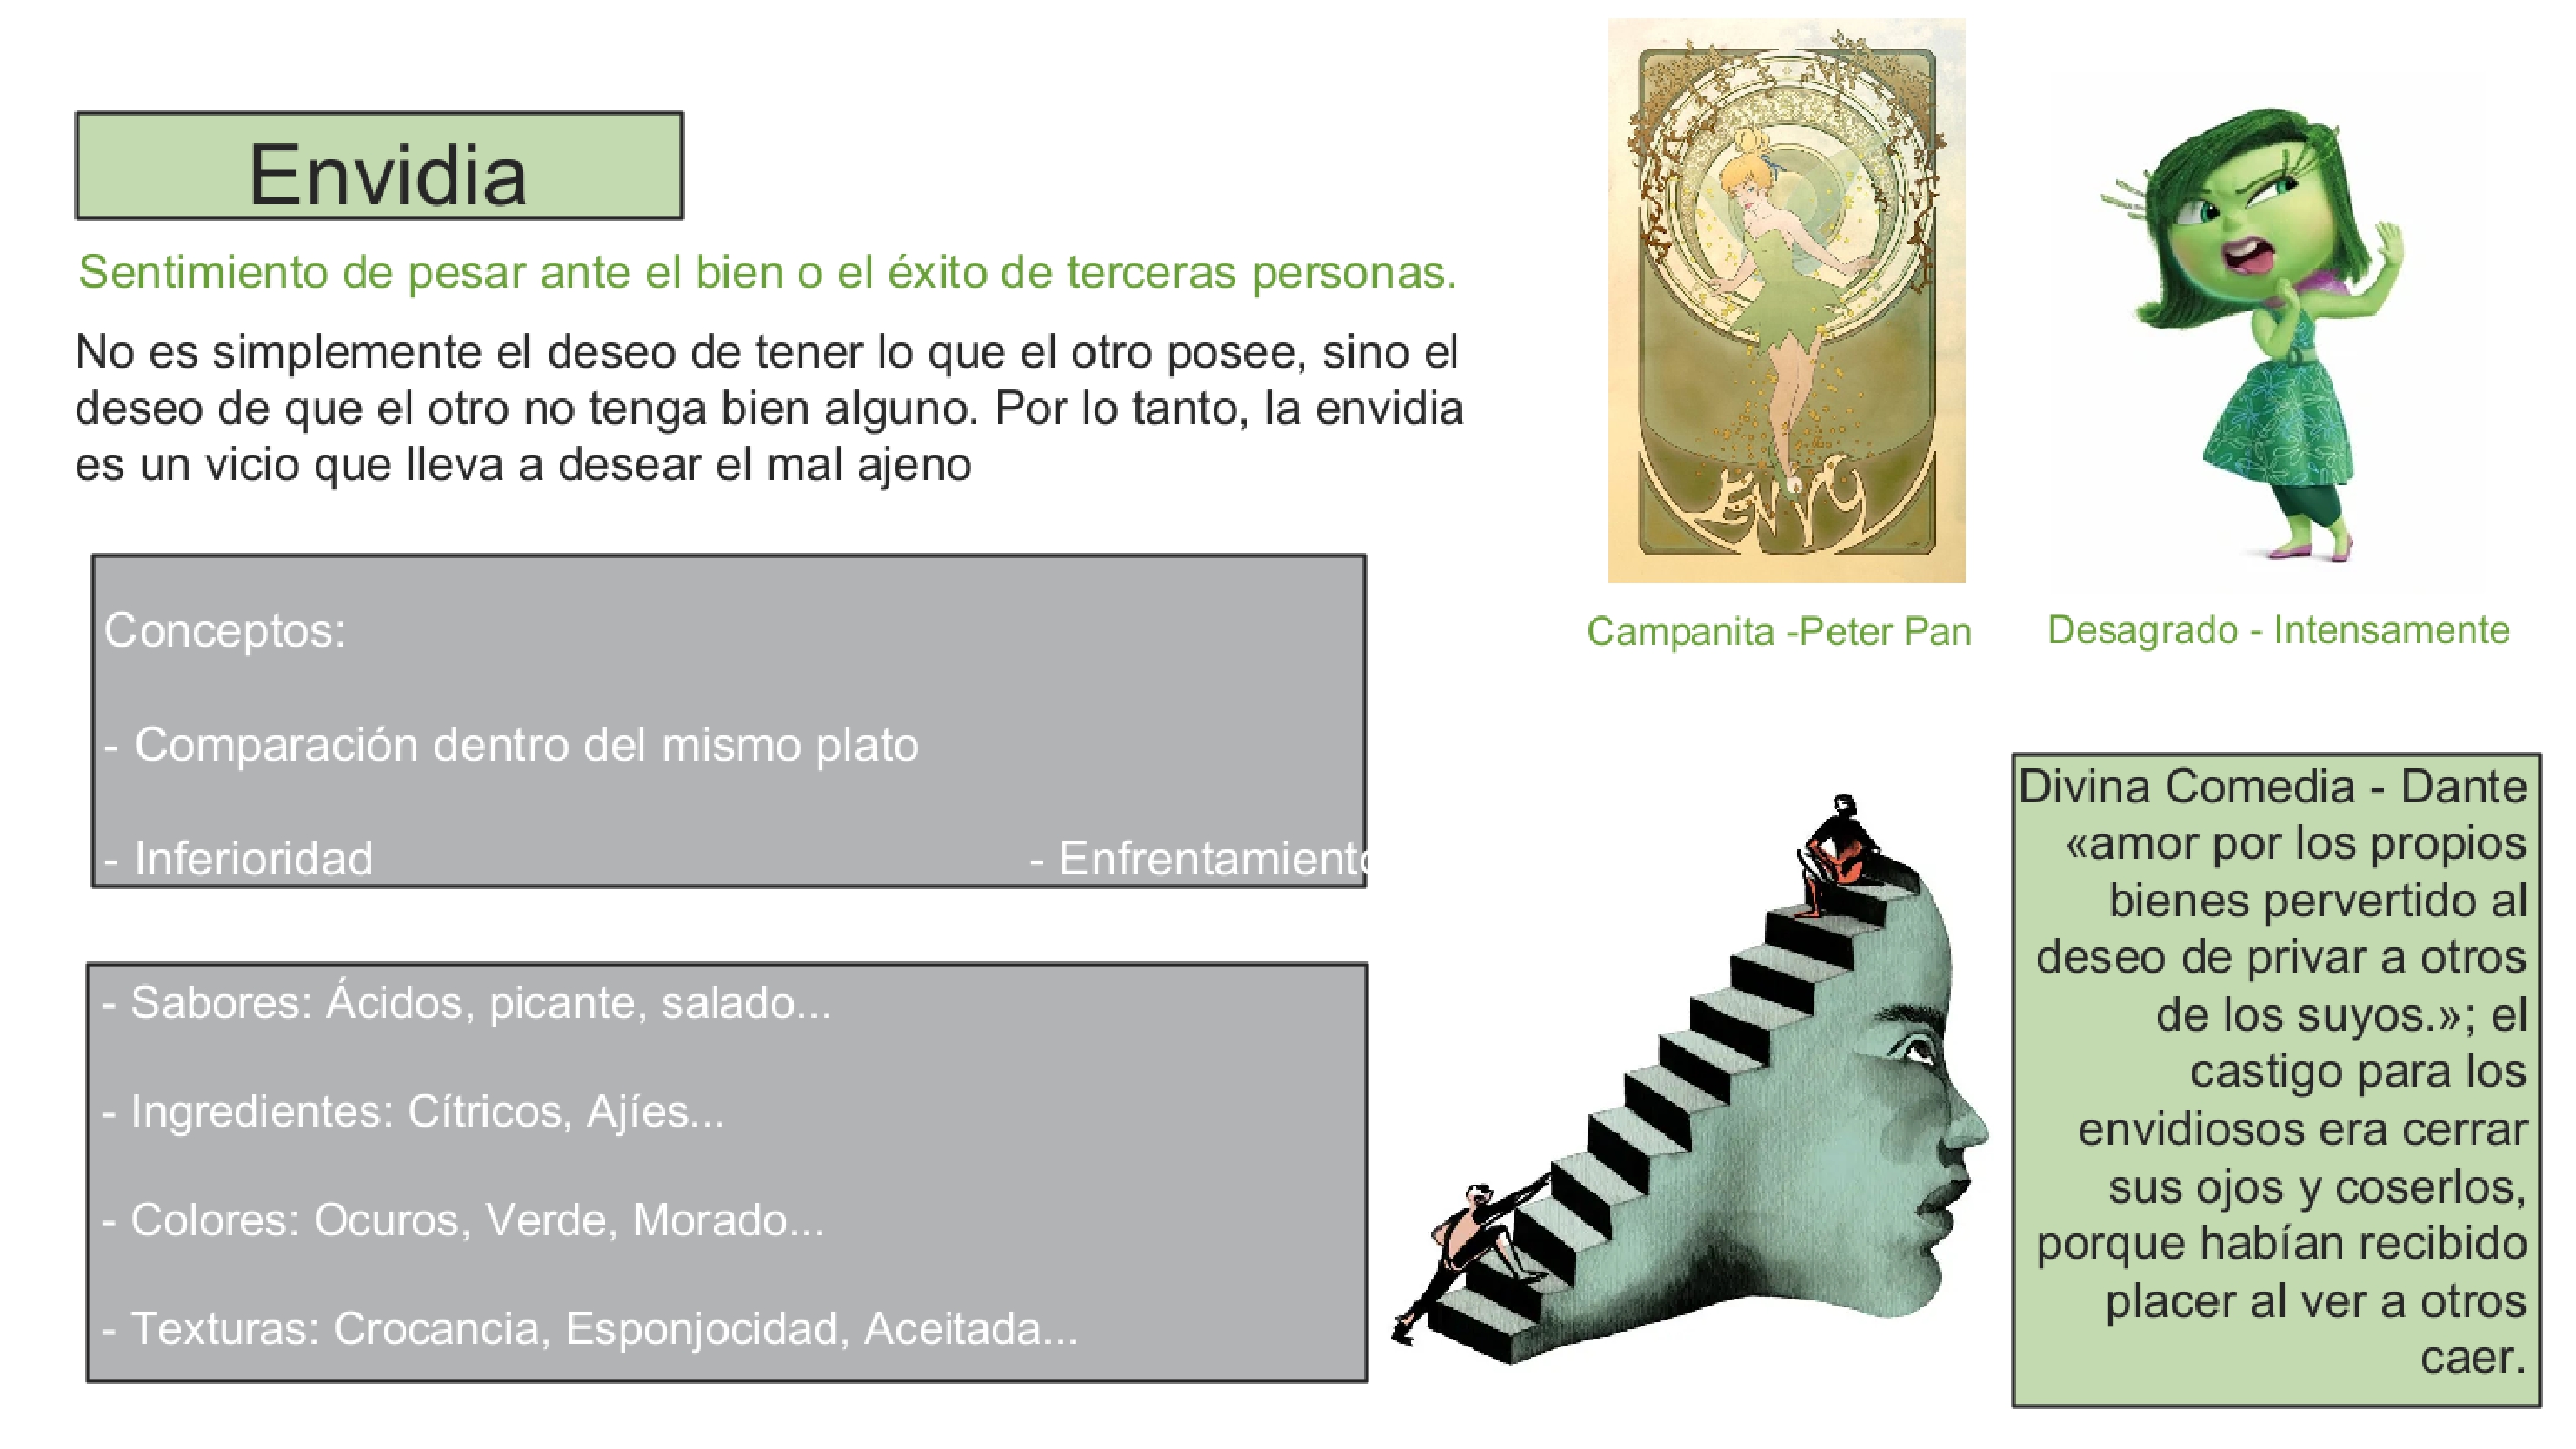 Envidia
Sentimiento de pesar ante el bien o el éxito de terceras personas.
No es simplemente el deseo de tener lo que el otro posee, sino el
deseo de que el otro no tenga bien alguno. Por lo tanto, la envidia
es un vicio que lleva a desear el mal ajeno
Conceptos:
- Comparación dentro del mismo plato
- Inferioridad - Enfrentamiento
- Sabores: Ácidos, picante, salado...
- Ingredientes: Cítricos, Ajíes...
- Colores: Ocuros, Verde, Morado...
- Texturas: Crocancia, Esponjocidad, Aceitada...
Envy
Campanita -Peter Pan
Desagrado - Intensamente
Divina Comedia - Dante
«amor por los propios
bienes pervertido al
deseo de privar a otros
de los suyos.»; el
castigo para los
envidiosos era cerrar
sus ojos y coserlos,
porque habían recibido
placer al ver a otros
caer.